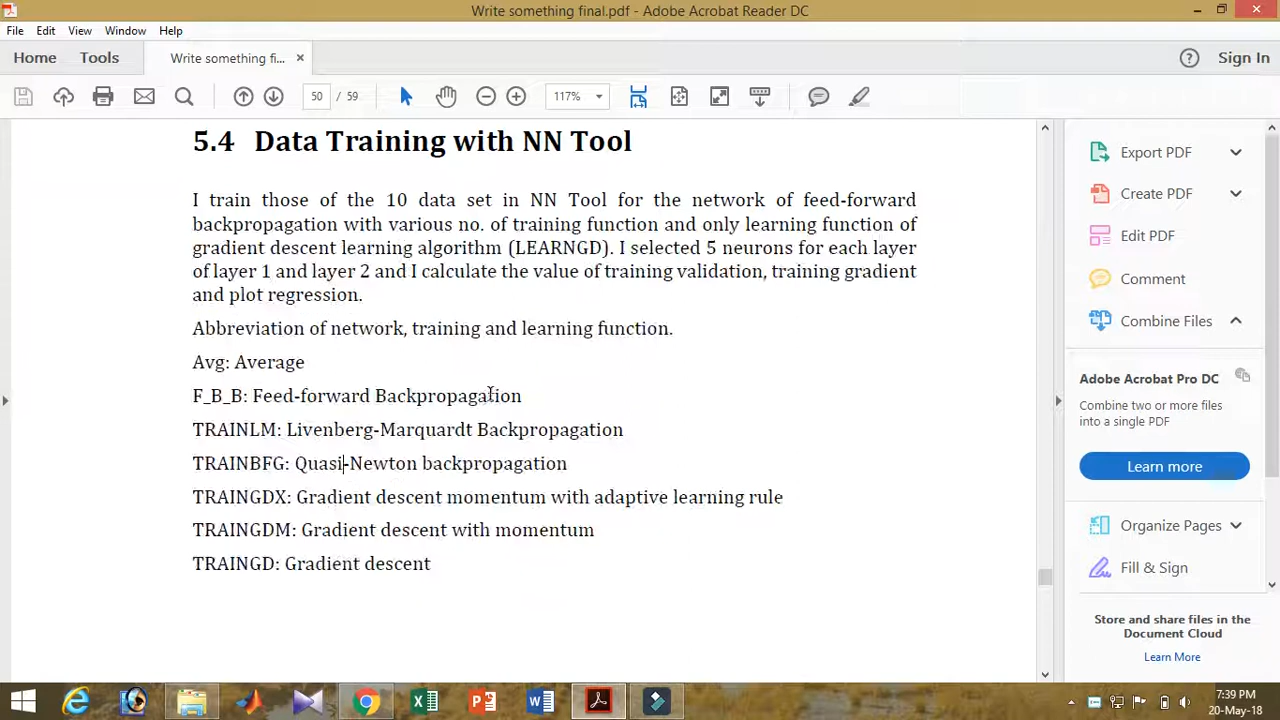 Write something final.pdf - Adobe Acrobat Reader DC
File Edit View Window Help
Home Tools Write something fi... × ? Sign In
50 / 59 117%
5.4 Data Training with NN Tool
I train those of the 10 data set in NN Tool for the network of feed-forward
backpropagation with various no. of training function and only learning function of
gradient descent learning algorithm (LEARNGD). I selected 5 neurons for each layer
of layer 1 and layer 2 and I calculate the value of training validation, training gradient
and plot regression.
Abbreviation of network, training and learning function.
Avg: Average
F_B_B: Feed-forward Backpropagation
TRAINLM: Livenberg-Marquardt Backpropagation
TRAINBFG: Quasi-Newton backpropagation
TRAINGDX: Gradient descent momentum with adaptive learning rule
TRAINGDM: Gradient descent with momentum
TRAINGD: Gradient descent
Export PDF
Create PDF
Edit PDF
Comment
Combine Files
Adobe Acrobat Pro DC
Combine two or more files
into a single PDF
Learn more
Organize Pages
Fill & Sign
Store and share files in the
Document Cloud
Learn More
7:39 PM
20-May-18